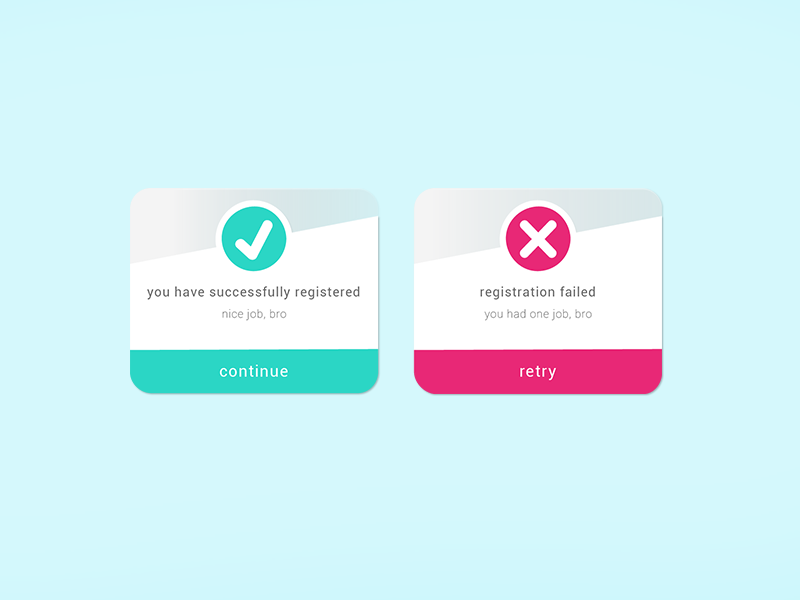 you have successfully registered
nice job, bro
continue
registration failed
you had one job, bro
retry